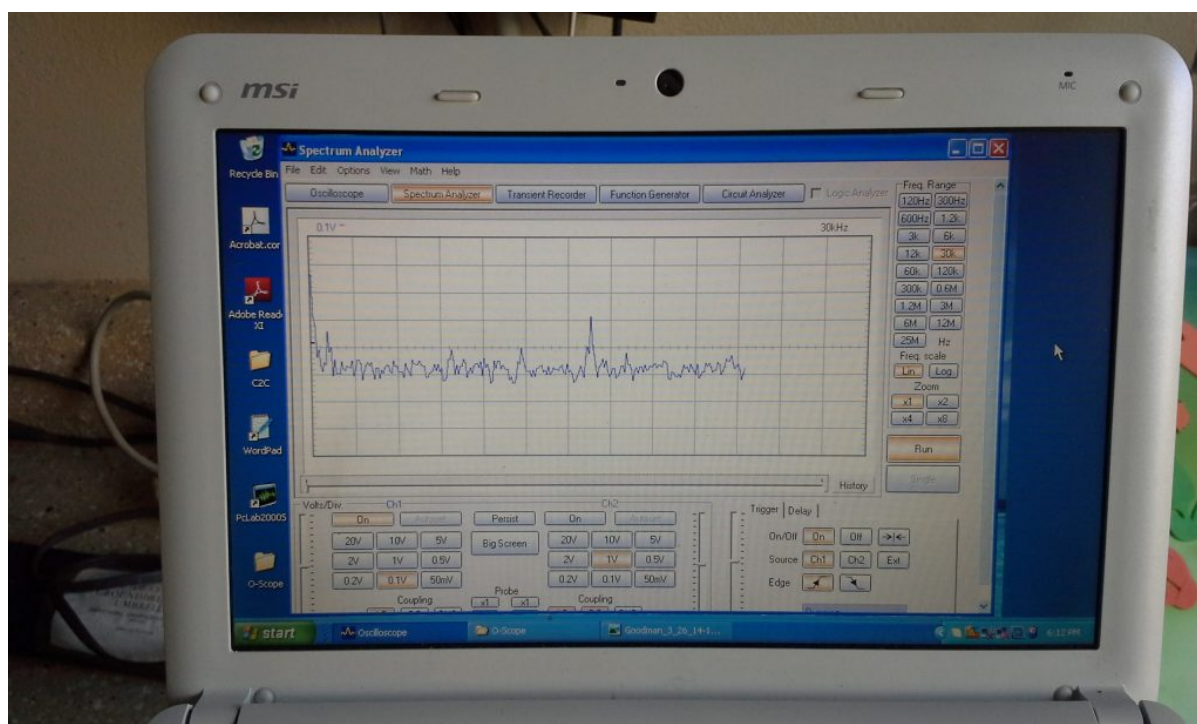 msi
MIC
Recycle Bin
Acrobat.com
Adobe Read
XI
C2C
WordPad
PcLab2000S
O-Scope
Spectrum Analyzer
File Edit Options View Math Help
Oscilloscope Spectrum Analyzer Transient Recorder Function Generator Circuit Analyzer Logic Analyzer
0.1V ~ 30kHz
Freq. Range
120Hz 300Hz
600Hz 1.2k
3k 6k
12k 30k
60k 120k
300k 0.6M
1.2M 3M
6M 12M
25M Hz
Freq. scale
Lin Log
Zoom
x1 x2
x4 x8
Run
Single
History
Volts/Div. Ch1 Ch2
On Autoset Persist On Autoset
20V 10V 5V Big Screen 20V 10V 5V
2V 1V 0.5V 2V 1V 0.5V
0.2V 0.1V 50mV 0.2V 0.1V 50mV
Coupling Probe Coupling
x1 x1
Trigger Delay
On/Off On Off
Source Ch1 Ch2 Ext
Edge
start Oscilloscope O-Scope Goodman_3_26_14-1... 6:12 AM